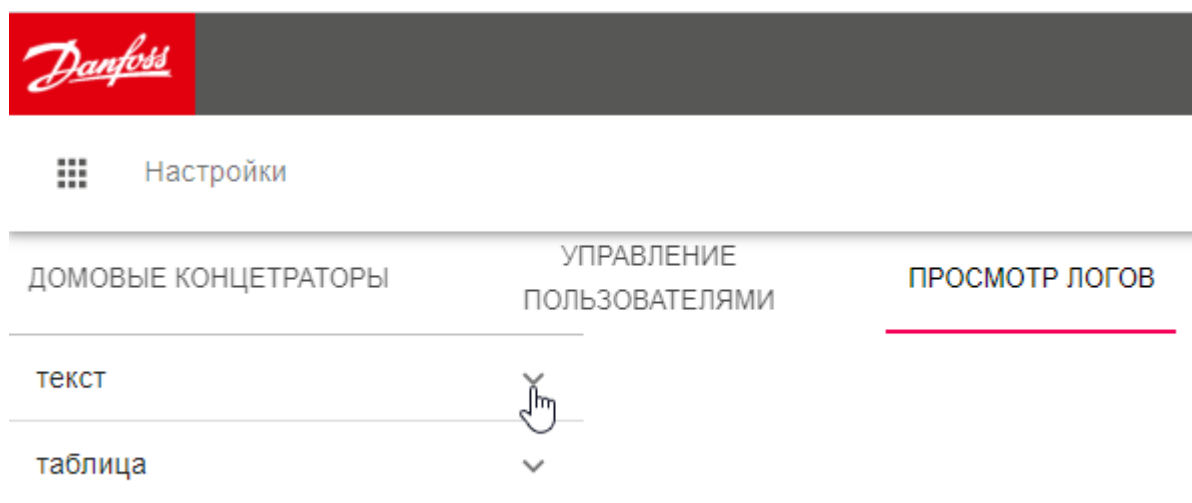 Danfoss
Настройки
ДОМОВЫЕ КОНЦЕТРАТОРЫ
УПРАВЛЕНИЕ
ПОЛЬЗОВАТЕЛЯМИ
ПРОСМОТР ЛОГОВ
текст
таблица